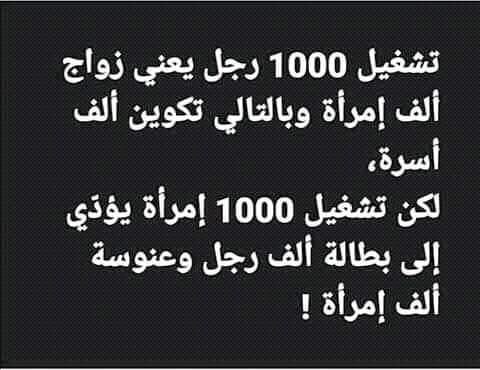 تشغيل 1000 رجل يعني زواج
ألف إمرأة وبالتالي تكوين ألف
أسرة،
لكن تشغيل 1000 إمرأة يؤدّي
إلى بطالة ألف رجل وعنوسة
ألف إمرأة !